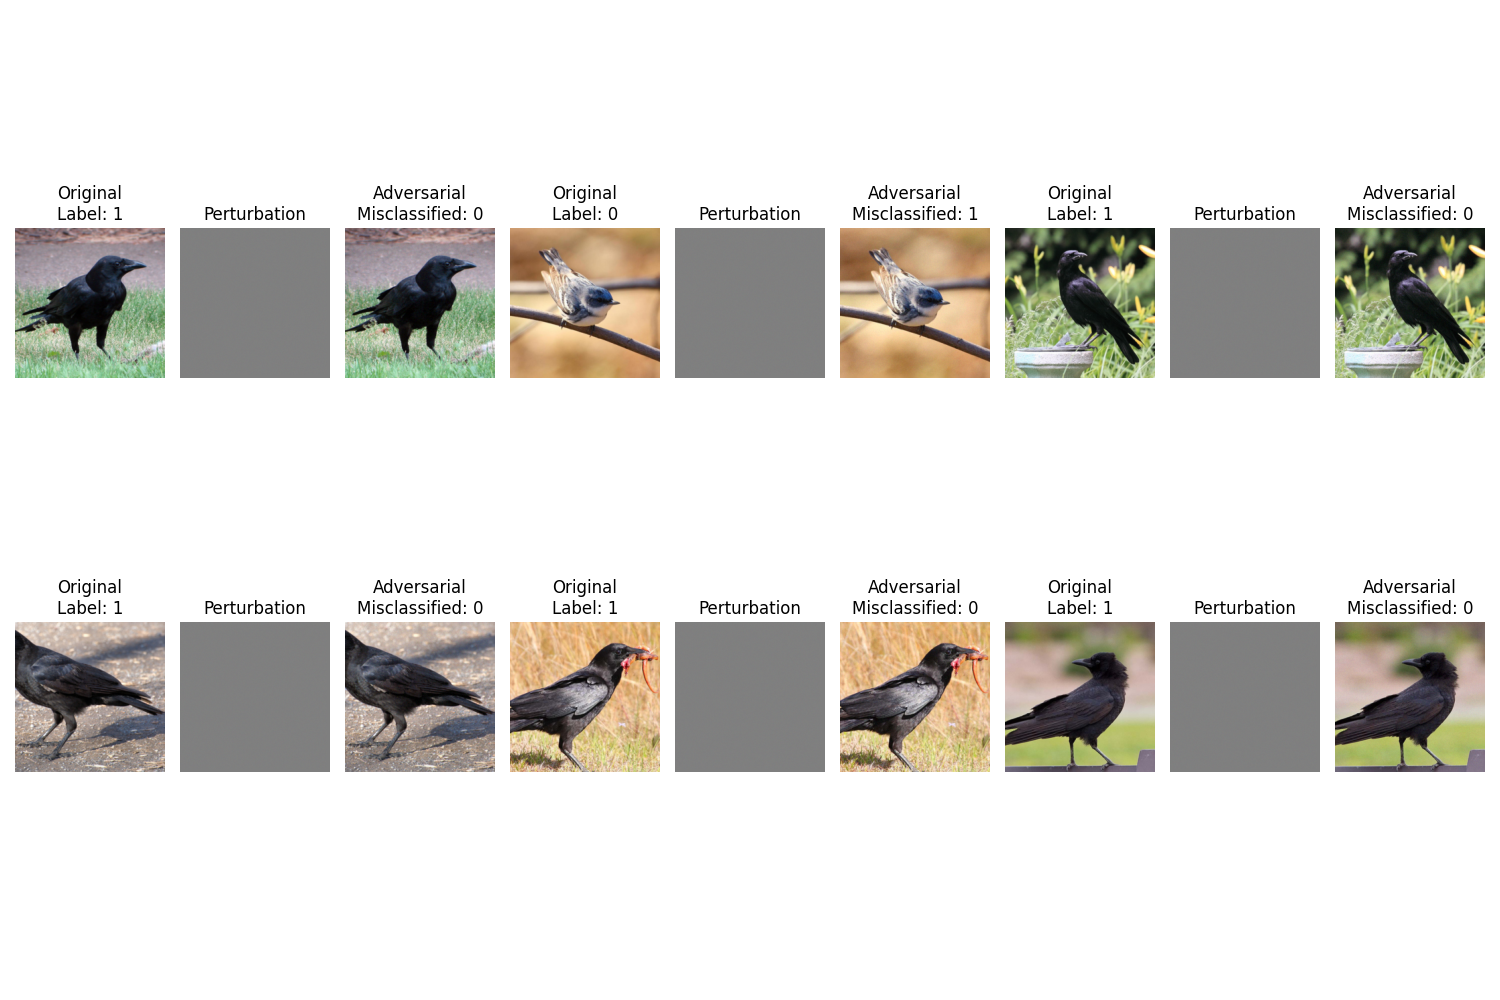 Original
Label: 1
Perturbation
Adversarial
Misclassified: 0
Original
Label: 0
Perturbation
Adversarial
Misclassified: 1
Original
Label: 1
Perturbation
Adversarial
Misclassified: 0
Original
Label: 1
Perturbation
Adversarial
Misclassified: 0
Original
Label: 1
Perturbation
Adversarial
Misclassified: 0
Original
Label: 1
Perturbation
Adversarial
Misclassified: 0